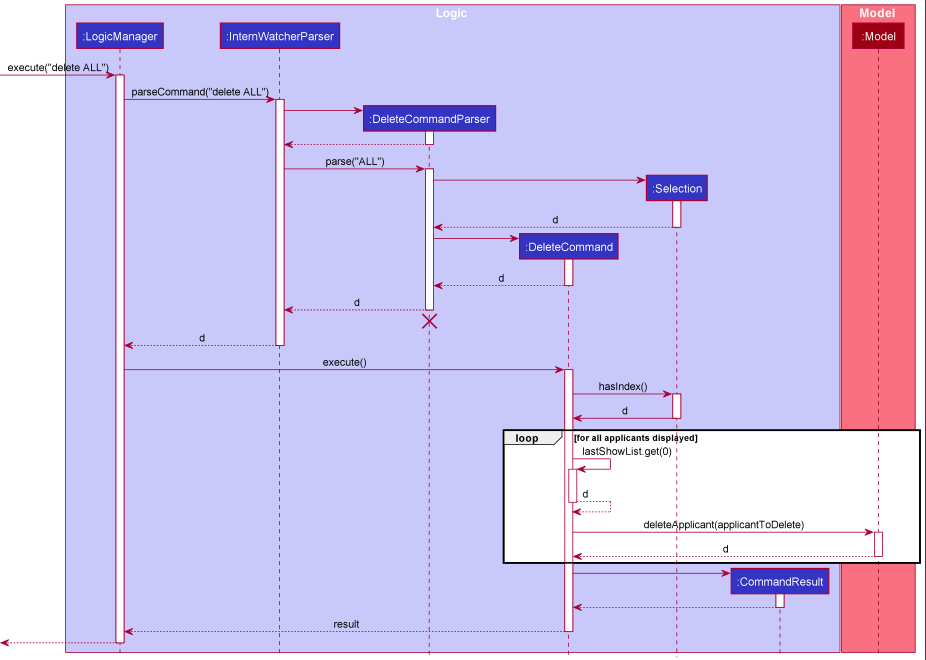 Logic
Model
:LogicManager
:InternWatcherParser
:Model
execute("delete ALL")
parseCommand("delete ALL")
:DeleteCommandParser
parse("ALL")
:Selection
d
:DeleteCommand
d
d
d
execute()
hasIndex()
d
loop [for all applicants displayed]
lastShowList.get(0)
d
deleteApplicant(applicantToDelete)
d
:CommandResult
result